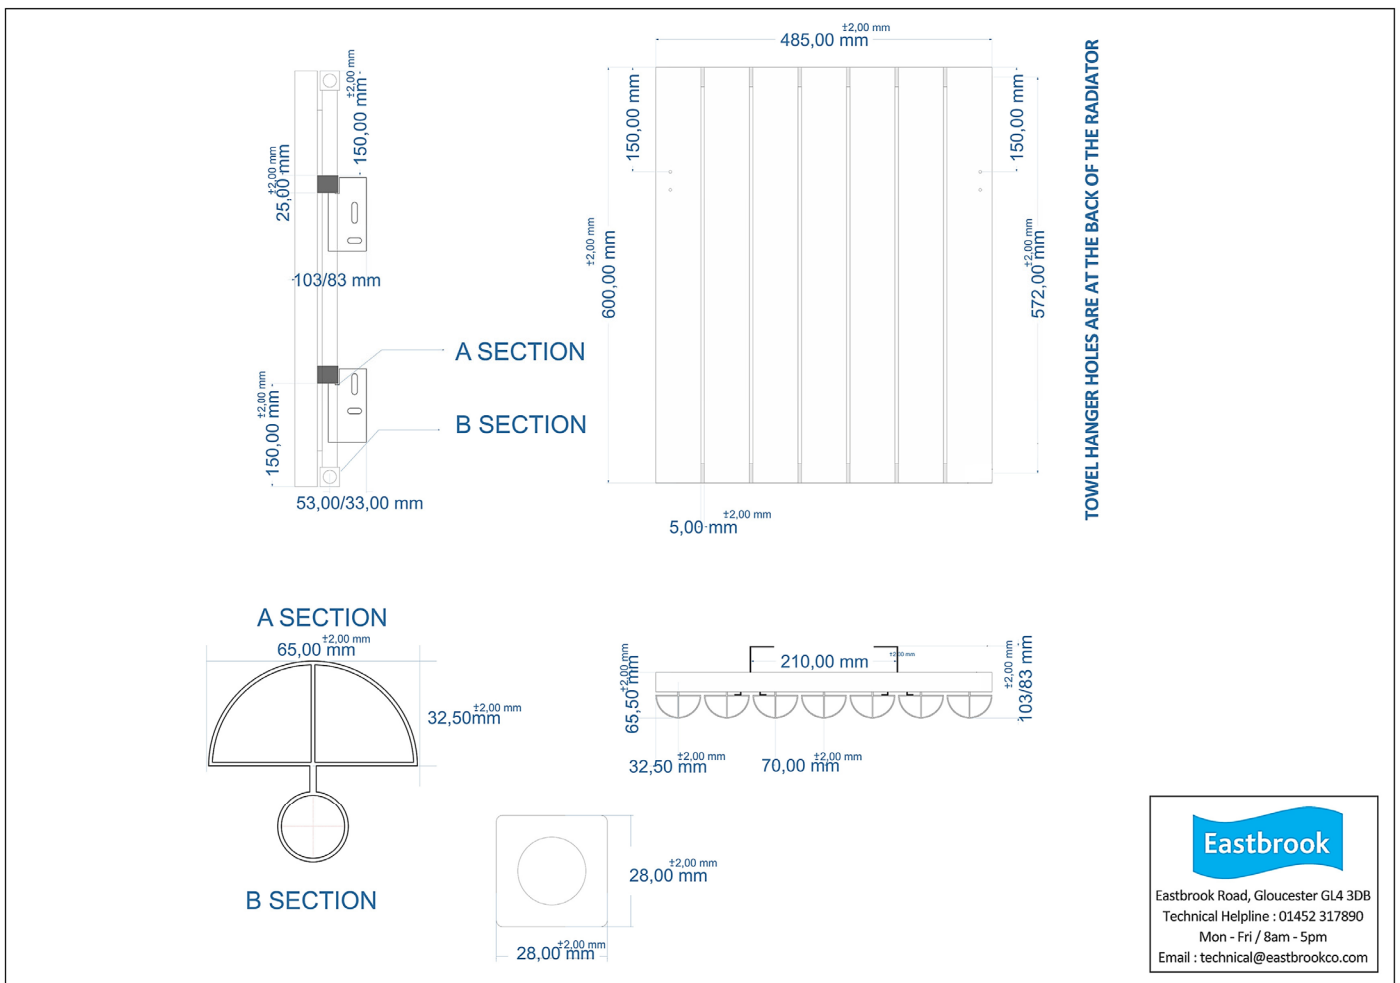 ±2,00 mm
485,00 mm
±2,00 mm
150,00 mm
±2,00 mm
25,00 mm
103/83 mm
A SECTION
B SECTION
±2,00 mm
150,00 mm
53,00/33,00 mm
150,00 mm
150,00 mm
±2,00 mm
600,00 mm
±2,00 mm
572,00 mm
±2,00 mm
5,00 mm
TOWEL HANGER HOLES ARE AT THE BACK OF THE RADIATOR
A SECTION
±2,00 mm
65,00 mm
±2,00 mm
32,50mm
B SECTION
±2,00 mm
28,00 mm
±2,00 mm
28,00 mm
±2,00 mm
210,00 mm
±2,00 mm
65,50 mm
±2,00 mm
103/83 mm
±2,00 mm
32,50 mm
±2,00 mm
70,00 mm
Eastbrook
Eastbrook Road, Gloucester GL4 3DB
Technical Helpline : 01452 317890
Mon - Fri / 8am - 5pm
Email : technical@eastbrookco.com